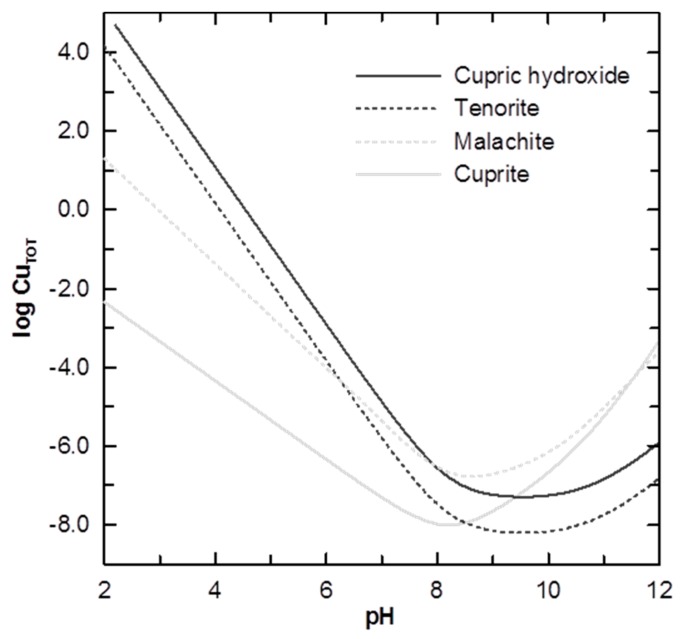 4.0
2.0
0.0
-2.0
-4.0
-6.0
-8.0
log CuTOT
Cupric hydroxide
Tenorite
Malachite
Cuprite
2 4 6 8 10 12
pH